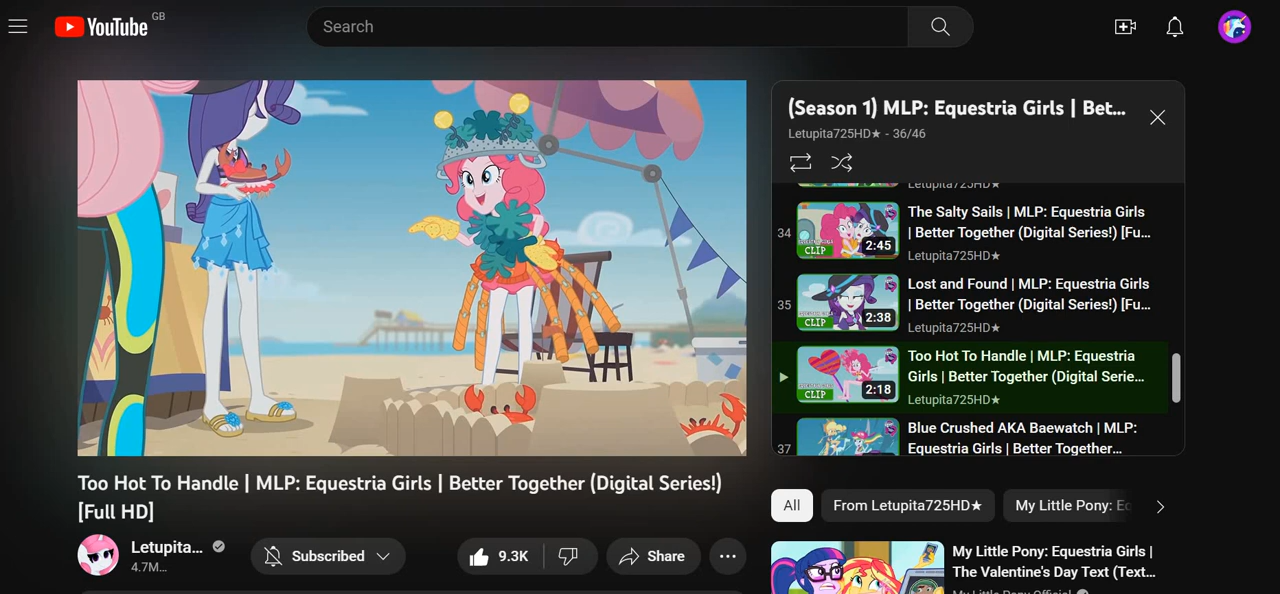 YouTube GB
Search
(Season 1) MLP: Equestria Girls | Bet...
Letupita725HD★ - 36/46
Letupita725HD★
34
The Salty Sails | MLP: Equestria Girls
| Better Together (Digital Series!) [Fu...
Letupita725HD★
CLIP
2:45
35
Lost and Found | MLP: Equestria Girls
| Better Together (Digital Series!) [Fu...
Letupita725HD★
CLIP
2:38
Too Hot To Handle | MLP: Equestria
Girls | Better Together (Digital Serie...
Letupita725HD★
CLIP
2:18
37
Blue Crushed AKA Baewatch | MLP:
Equestria Girls | Better Together...
Too Hot To Handle | MLP: Equestria Girls | Better Together (Digital Series!)
[Full HD]
Letupita...
4.7M...
Subscribed
9.3K
Share
All
From Letupita725HD★
My Little Pony: Eq
My Little Pony: Equestria Girls |
The Valentine's Day Text (Text...
My Little Pony Official